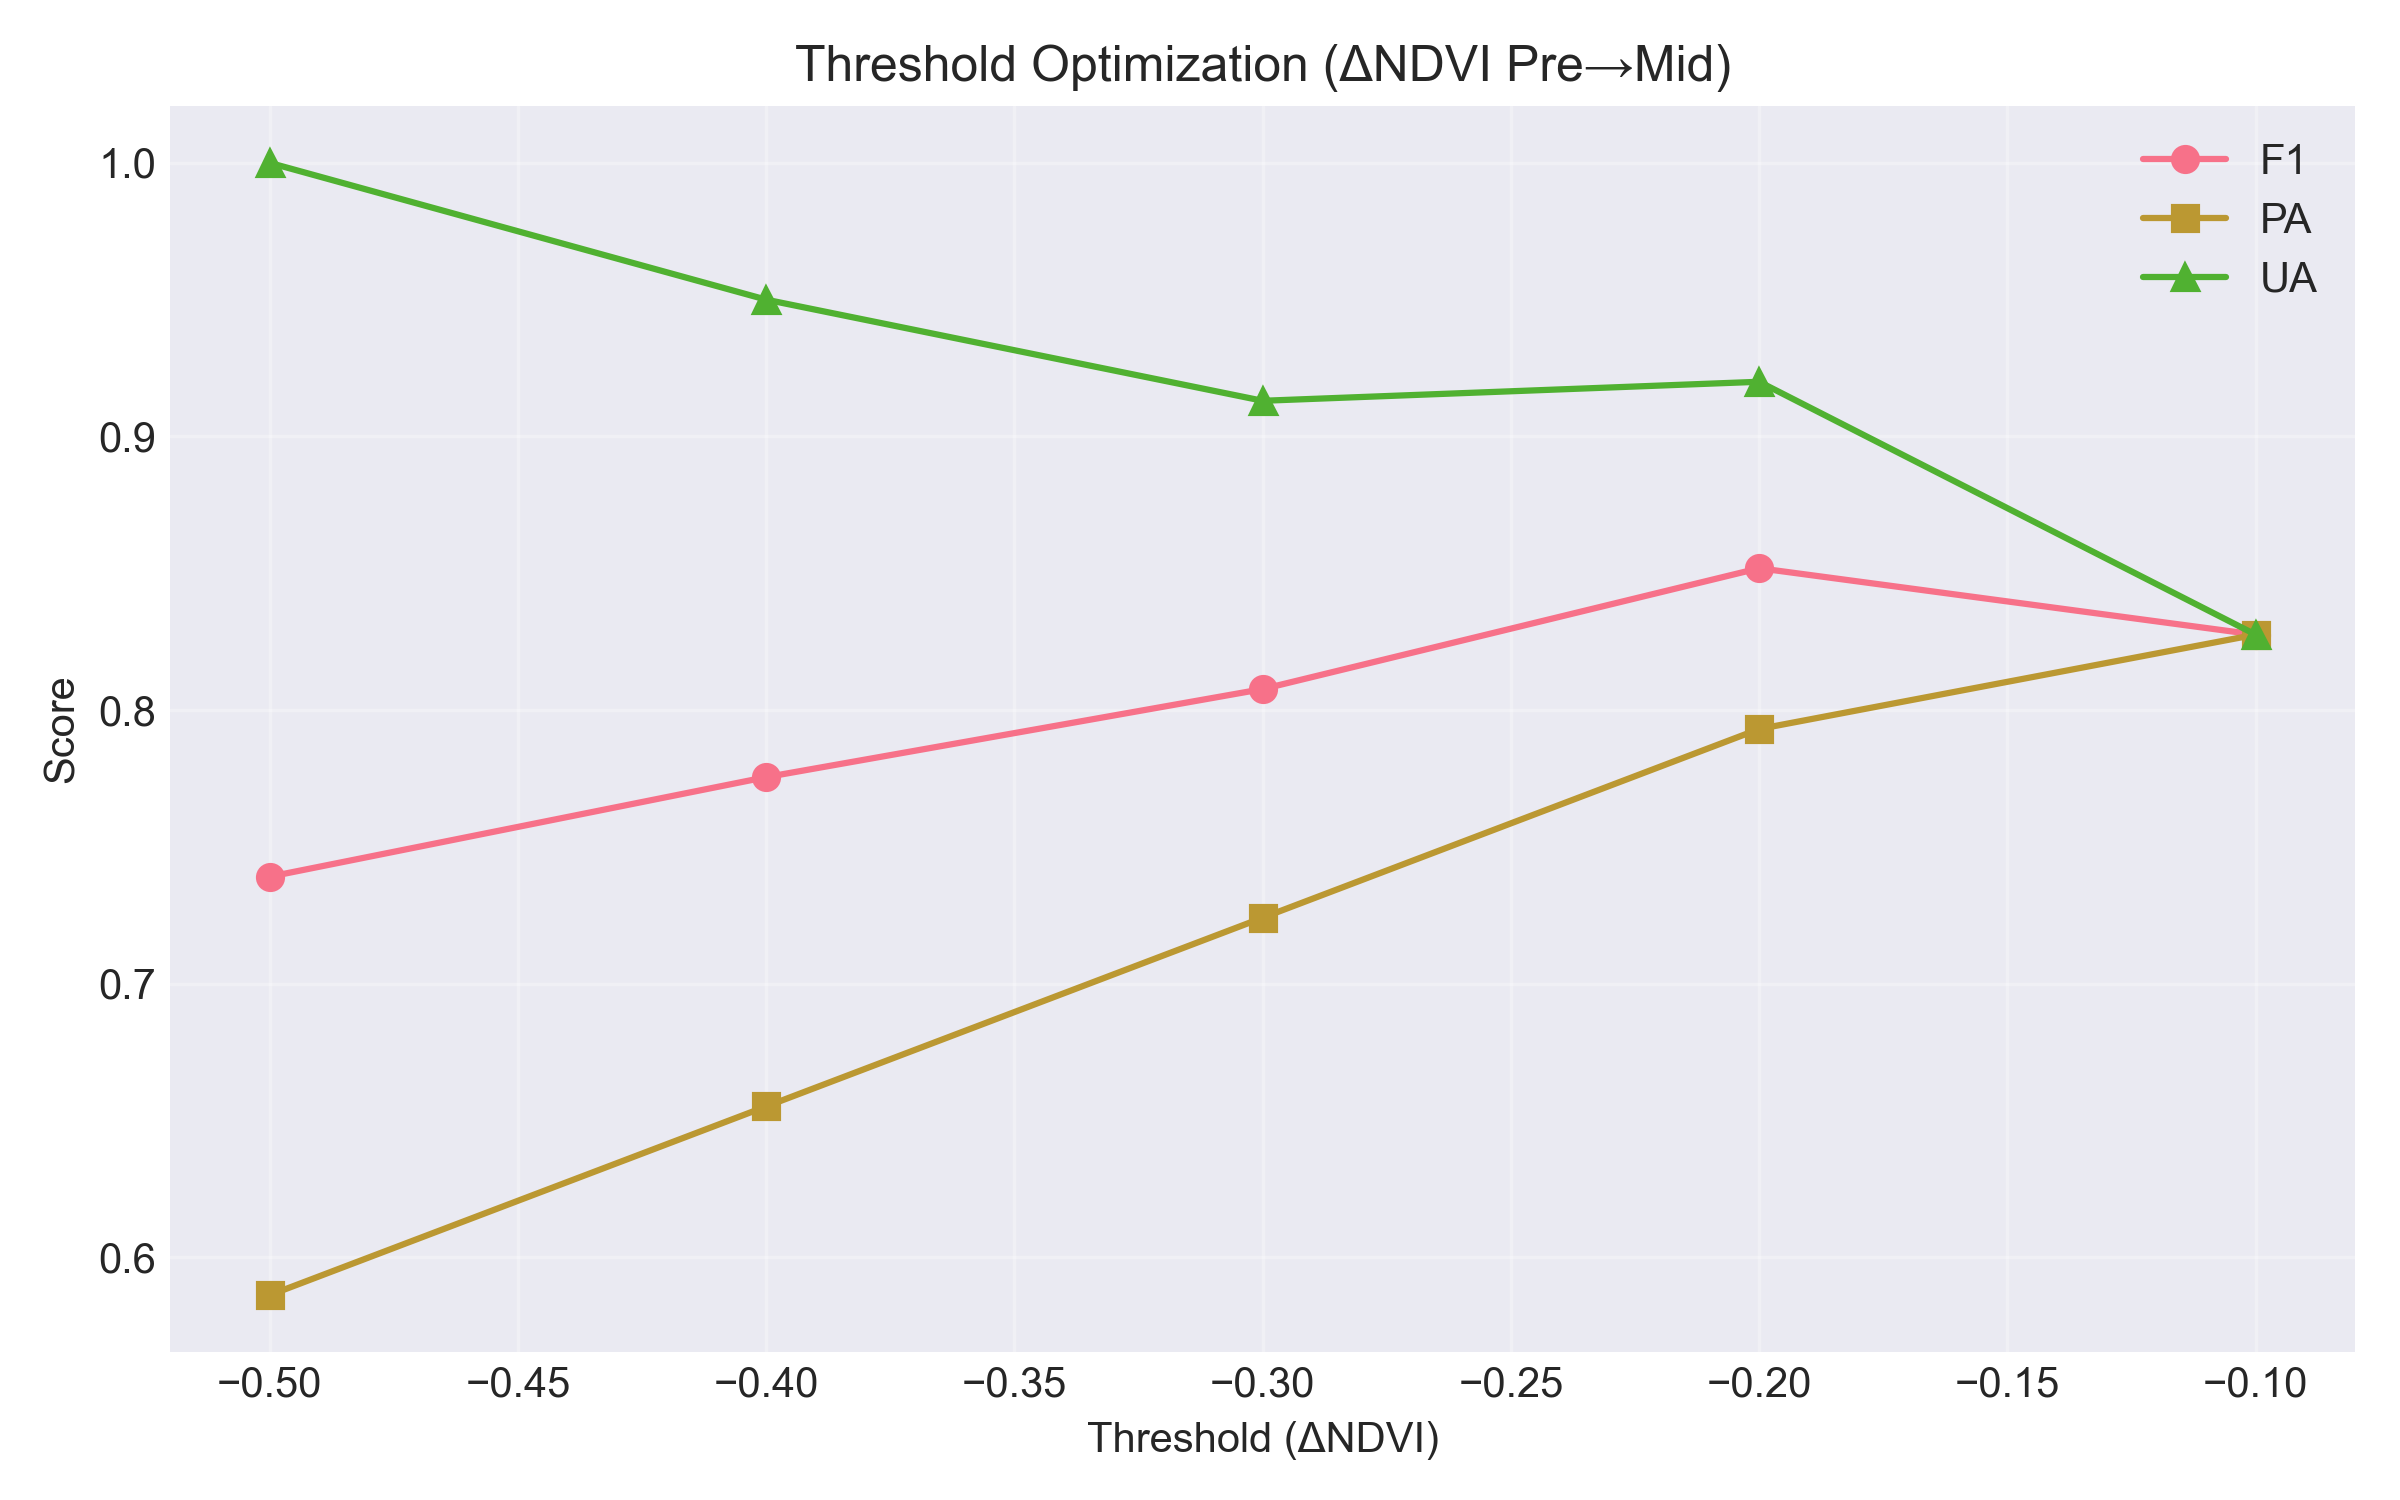 Threshold Optimization (ΔNDVI Pre→Mid)
F1
PA
UA
1.0
0.9
0.8
0.7
0.6
Score
−0.50 −0.45 −0.40 −0.35 −0.30 −0.25 −0.20 −0.15 −0.10
Threshold (ΔNDVI)